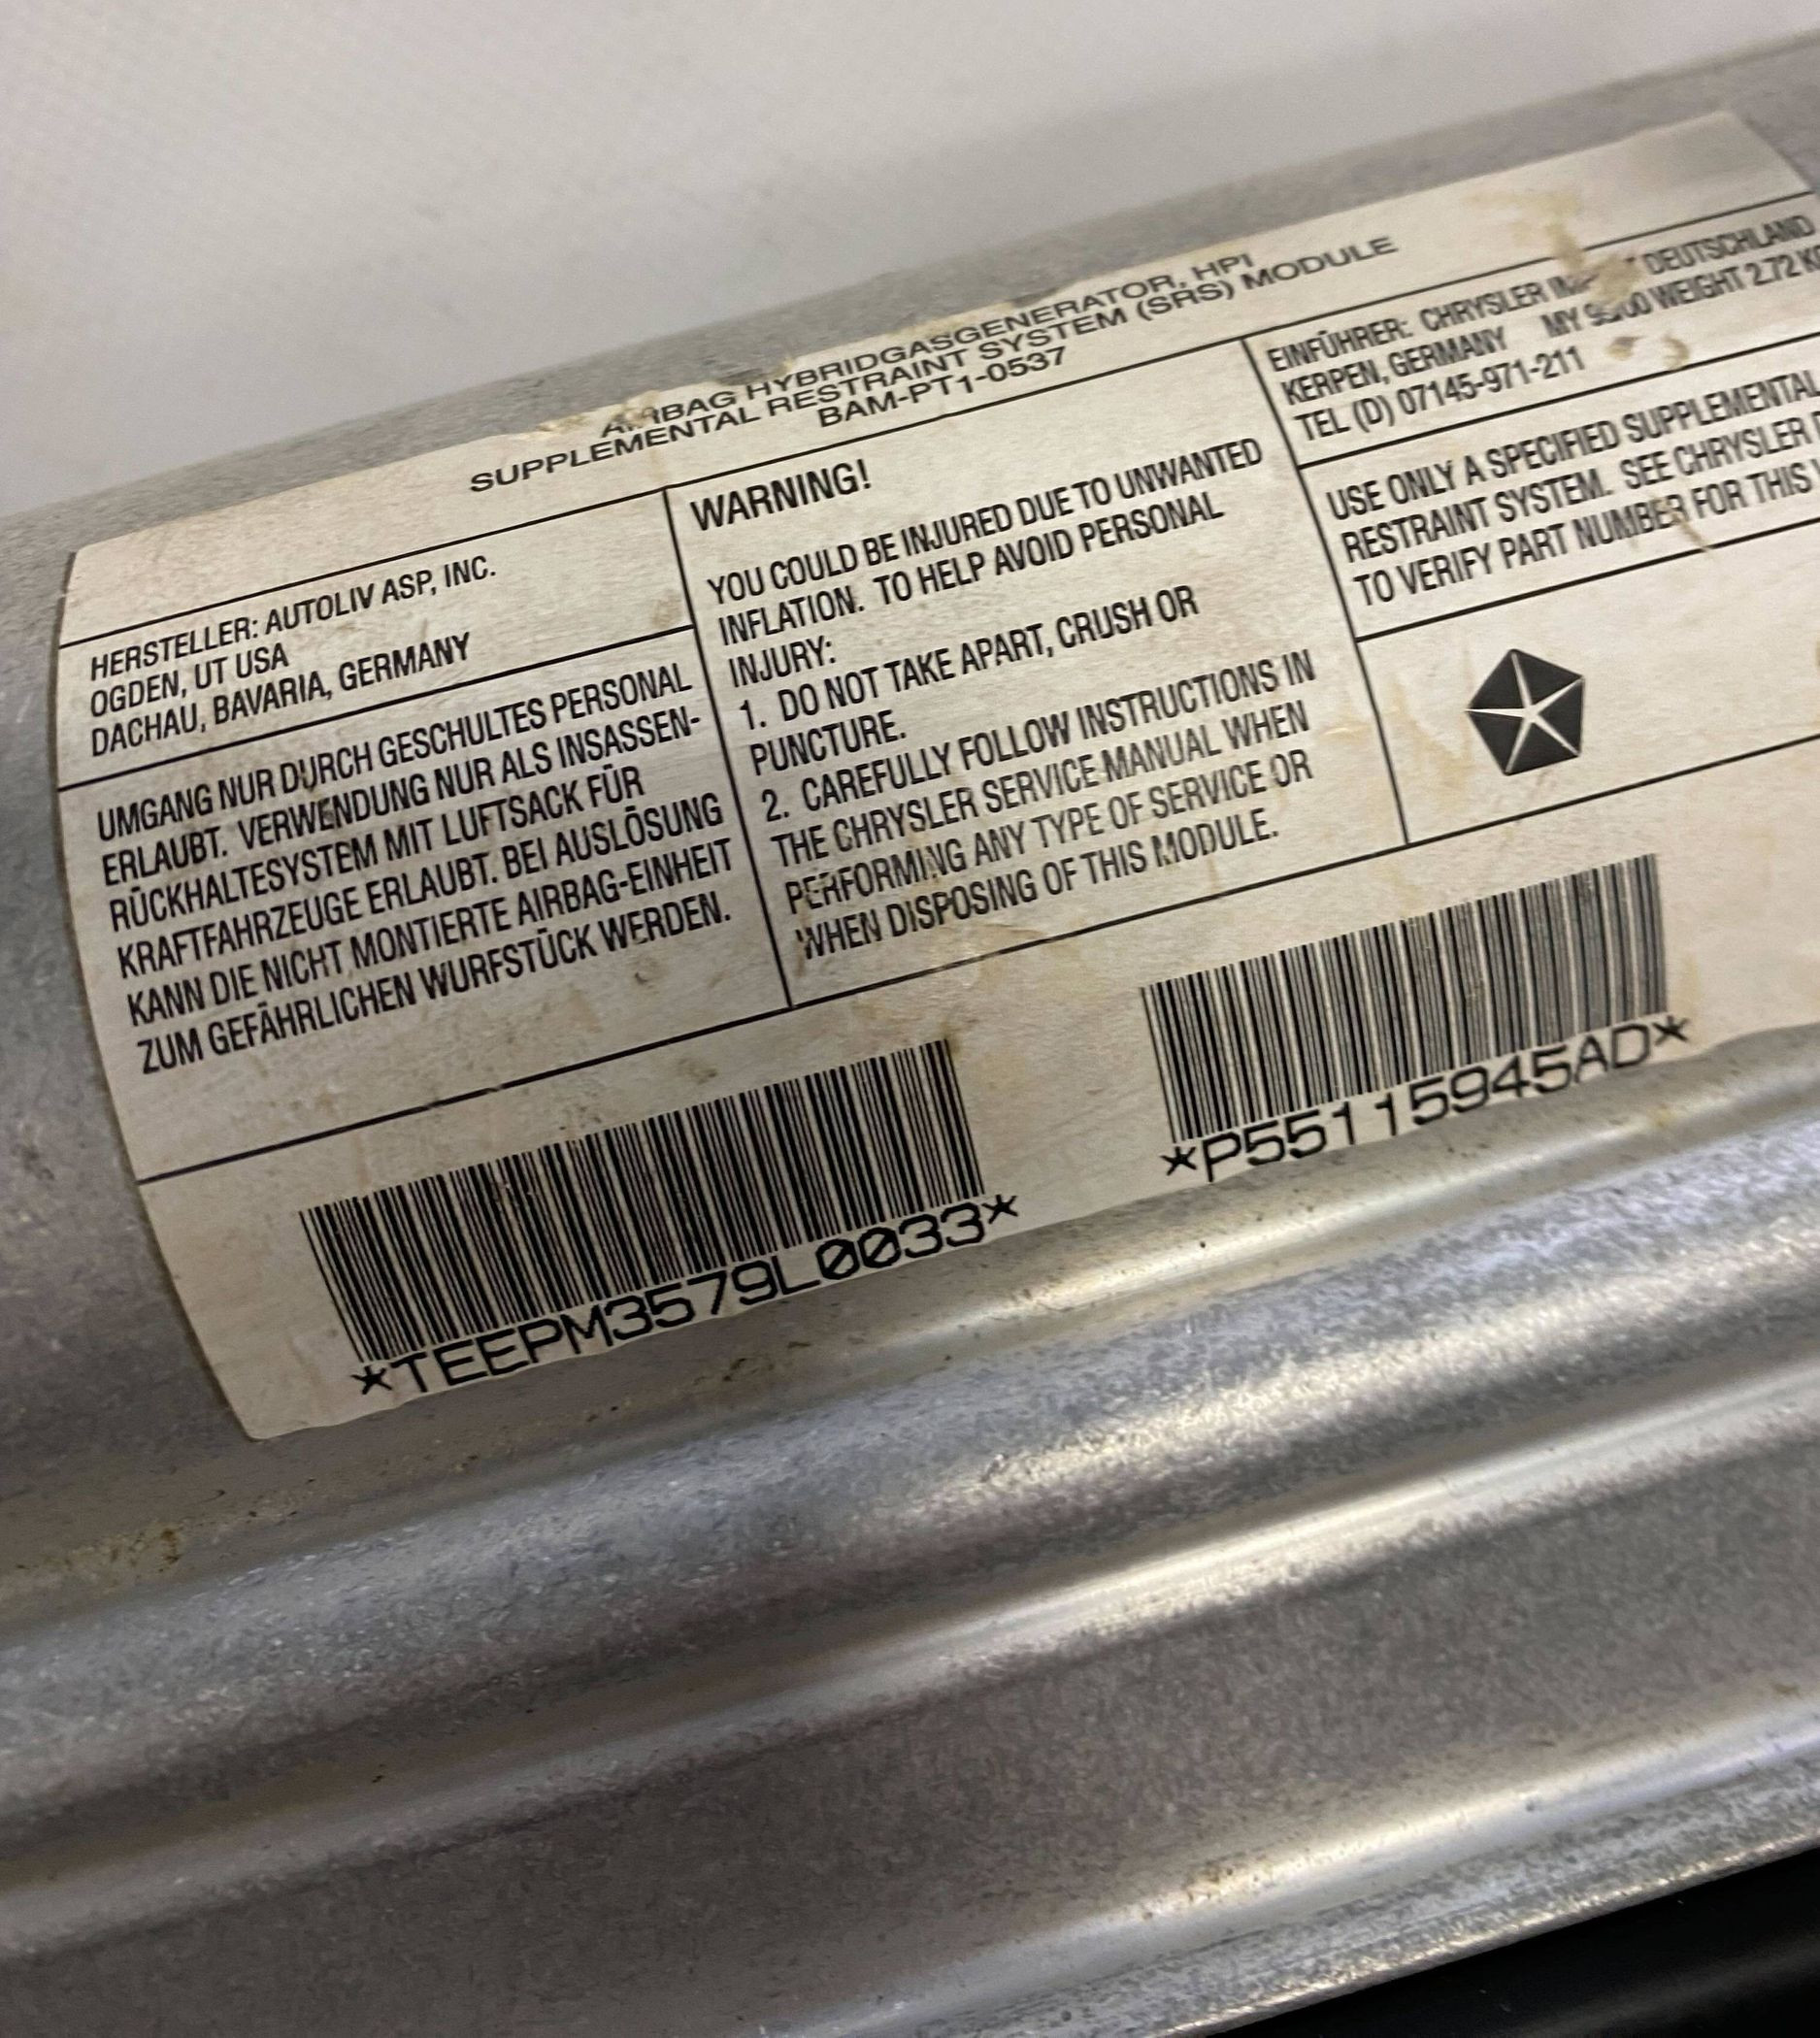 AIRBAG HYBRIDGASGENERATOR, HPI
SUPPLEMENTAL RESTRAINT SYSTEM (SRS) MODULE
BAM-PT1-0537
HERSTELLER: AUTOLIV ASP, INC.
OGDEN, UT USA
DACHAU, BAVARIA, GERMANY
UMGANG NUR DURCH GESCHULTES PERSONAL
ERLAUBT. VERWENDUNG NUR ALS INSASSEN-
RÜCKHALTESYSTEM MIT LUFTSACK FÜR
KRAFTFAHRZEUGE ERLAUBT. BEI AUSLÖSUNG
KANN DIE NICHT MONTIERTE AIRBAG-EINHEIT
ZUM GEFÄHRLICHEN WURFSTÜCK WERDEN.
WARNING!
YOU COULD BE INJURED DUE TO UNWANTED
INFLATION. TO HELP AVOID PERSONAL
INJURY:
1. DO NOT TAKE APART, CRUSH OR
PUNCTURE.
2. CAREFULLY FOLLOW INSTRUCTIONS IN
THE CHRYSLER SERVICE MANUAL WHEN
PERFORMING ANY TYPE OF SERVICE OR
WHEN DISPOSING OF THIS MODULE.
EINFÜHRER: CHRYSLER DEUTSCHLAND
KERPEN, GERMANY MY WEIGHT 2.72
TEL (D) 07145-971-211
USE ONLY A SPECIFIED SUPPLEMENTAL
RESTRAINT SYSTEM. SEE CHRYSLER
TO VERIFY PART NUMBER FOR THIS
*TEEPM3579L0033*
*P55115945AD*